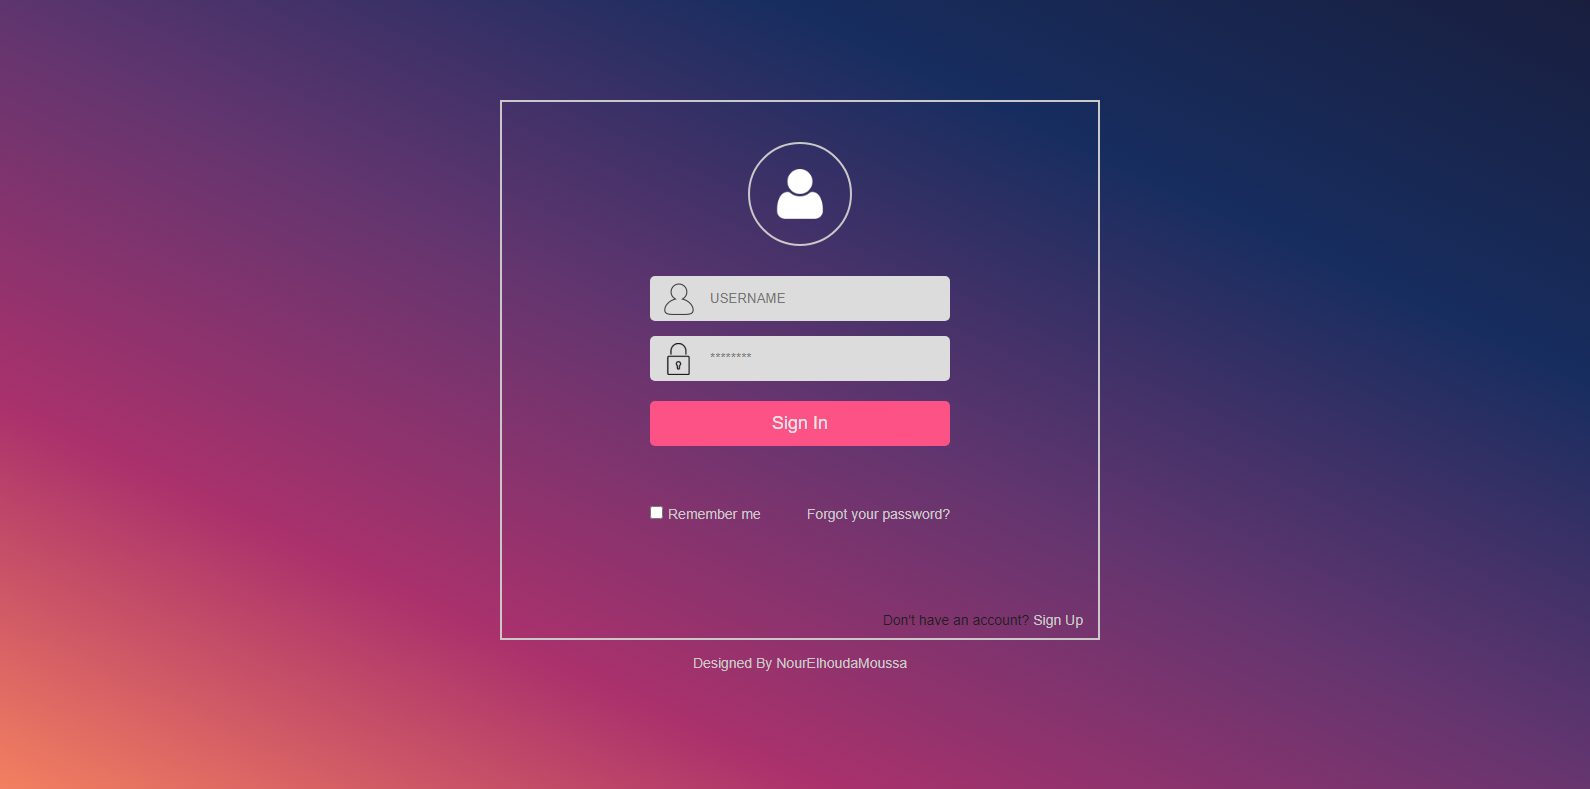 USERNAME
********
Sign In
Remember me
Forgot your password?
Don't have an account? Sign Up
Designed By NourElhoudaMoussa